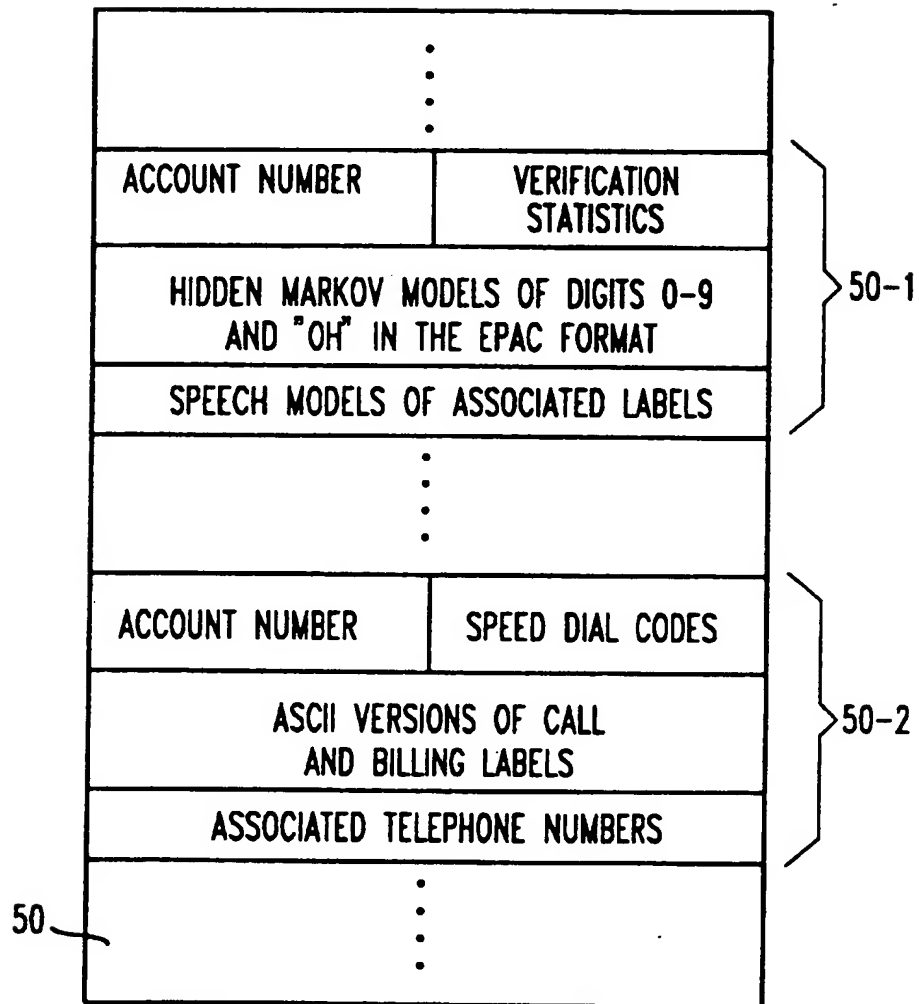 ACCOUNT NUMBER
VERIFICATION
STATISTICS
HIDDEN MARKOV MODELS OF DIGITS 0-9
AND "OH" IN THE EPAC FORMAT
SPEECH MODELS OF ASSOCIATED LABELS
50-1
ACCOUNT NUMBER
SPEED DIAL CODES
ASCII VERSIONS OF CALL
AND BILLING LABELS
ASSOCIATED TELEPHONE NUMBERS
50-2
50